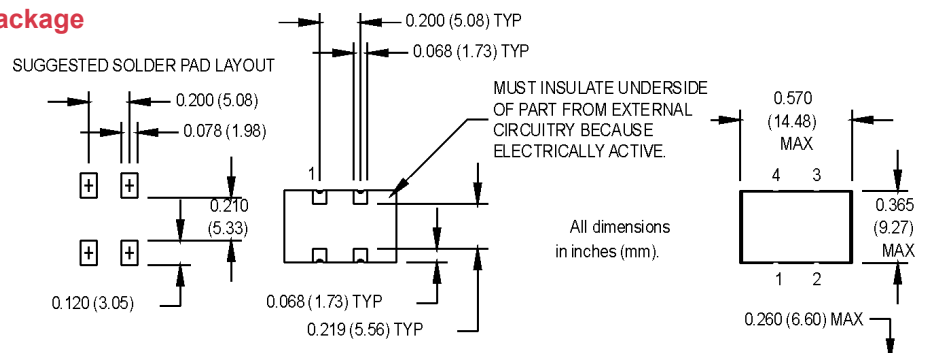 ackage
SUGGESTED SOLDER PAD LAYOUT
0.200 (5.08)
0.078 (1.98)
0.210
(5.33)
0.120 (3.05)
0.200 (5.08) TYP
0.068 (1.73) TYP
MUST INSULATE UNDERSIDE
OF PART FROM EXTERNAL
CIRCUITRY BECAUSE
ELECTRICALLY ACTIVE.
1
0.068 (1.73) TYP
0.219 (5.56) TYP
All dimensions
in inches (mm).
0.570
(14.48)
MAX
4 3
0.365
(9.27)
MAX
1 2
0.260 (6.60) MAX